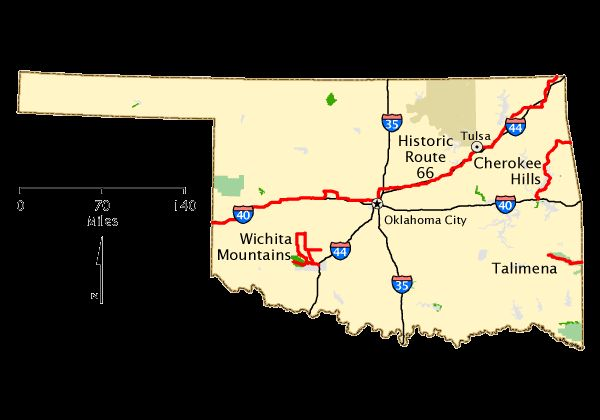 35
44
Tulsa
Historic
Route
66
Cherokee
Hills
0
70
140
Miles
40
40
Oklahoma City
Wichita
Mountains
44
Talimena
35
N